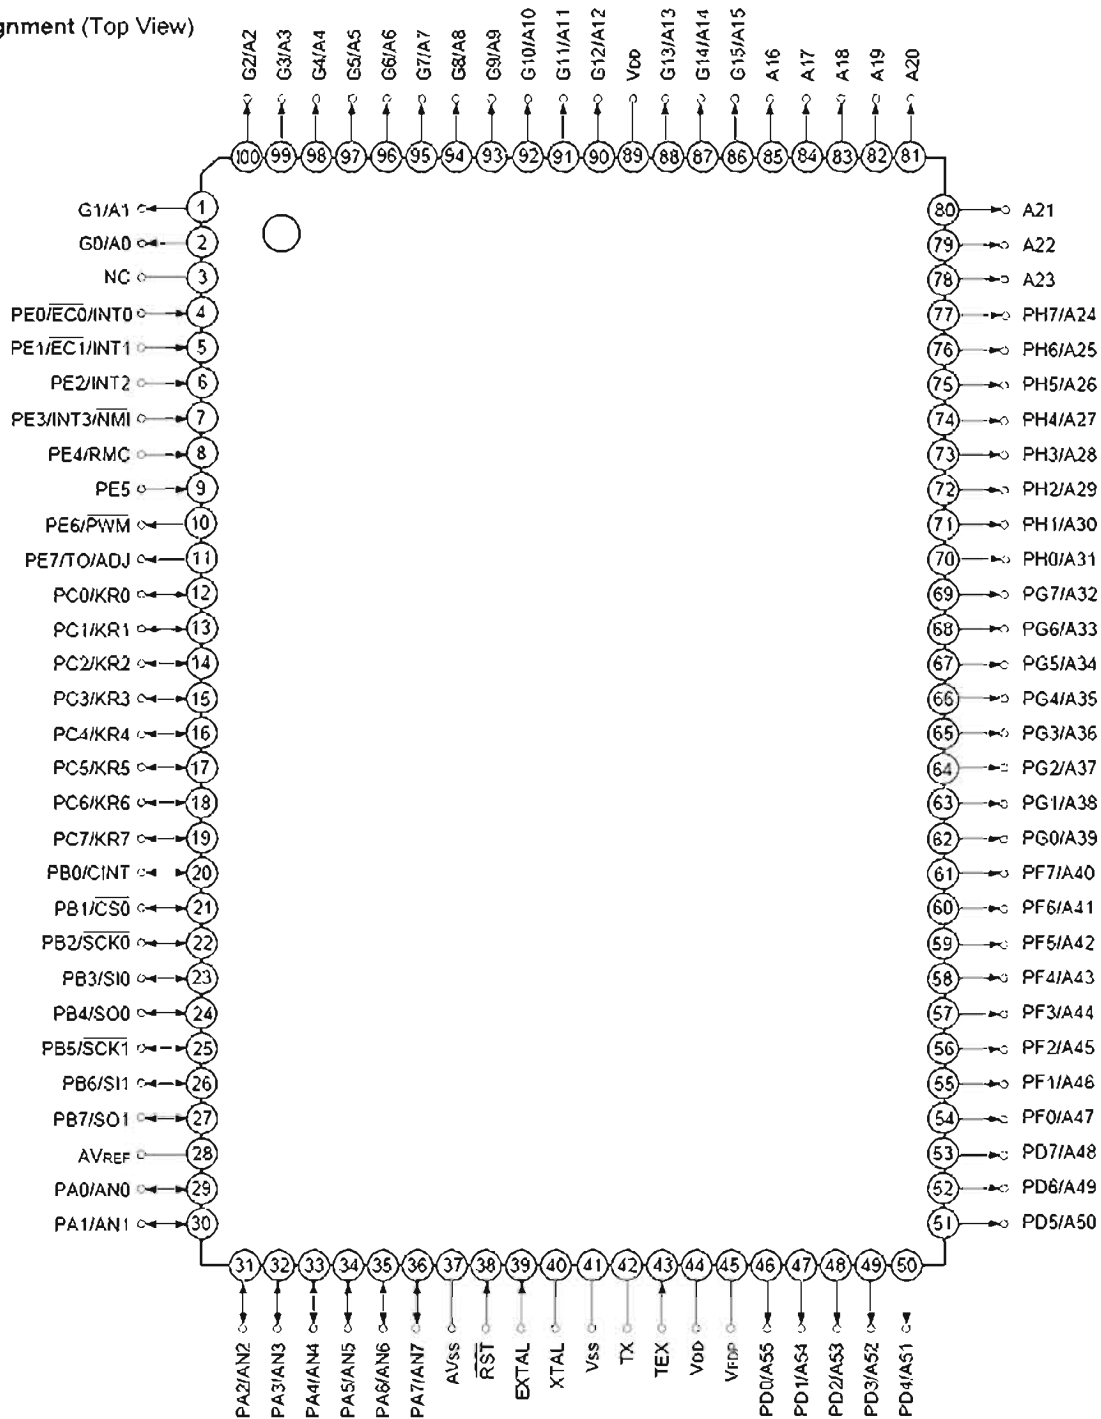 gnment (Top View)
G2/A2
G3/A3
G4/A4
G5/A5
G6/A6
G7/A7
G8/A8
G9/A9
G10/A10
G11/A11
G12/A12
VDD
G13/A13
G14/A14
G15/A15
A16
A17
A18
A19
A20
100 99 98 97 96 95 94 93 92 91 90 89 88 87 86 85 84 83 82 81
G1/A1 1 80 A21
G0/A0 2 79 A22
NC 3 78 A23
PE0/EC0/INT0 4 77 PH7/A24
PE1/EC1/INT1 5 76 PH6/A25
PE2/INT2 6 75 PH5/A26
PE3/INT3/NMI 7 74 PH4/A27
PE4/RMC 8 73 PH3/A28
PE5 9 72 PH2/A29
PE6/PWM 10 71 PH1/A30
PE7/TO/ADJ 11 70 PH0/A31
PC0/KR0 12 69 PG7/A32
PC1/KR1 13 68 PG6/A33
PC2/KR2 14 67 PG5/A34
PC3/KR3 15 66 PG4/A35
PC4/KR4 16 65 PG3/A36
PC5/KR5 17 64 PG2/A37
PC6/KR6 18 63 PG1/A38
PC7/KR7 19 62 PG0/A39
PB0/CINT 20 61 PF7/A40
PB1/CS0 21 60 PF6/A41
PB2/SCK0 22 59 PF5/A42
PB3/SI0 23 58 PF4/A43
PB4/SO0 24 57 PF3/A44
PB5/SCK1 25 56 PF2/A45
PB6/SI1 26 55 PF1/A46
PB7/SO1 27 54 PF0/A47
AVREF 28 53 PD7/A48
PA0/AN0 29 52 PD6/A49
PA1/AN1 30 51 PD5/A50
31 32 33 34 35 36 37 38 39 40 41 42 43 44 45 46 47 48 49 50
PA2/AN2
PA3/AN3
PA4/AN4
PA5/AN5
PA6/AN6
PA7/AN7
AVSS
RST
EXTAL
XTAL
VSS
TX
TEX
VDD
VFDP
PD0/A55
PD1/A54
PD2/A53
PD3/A52
PD4/A51